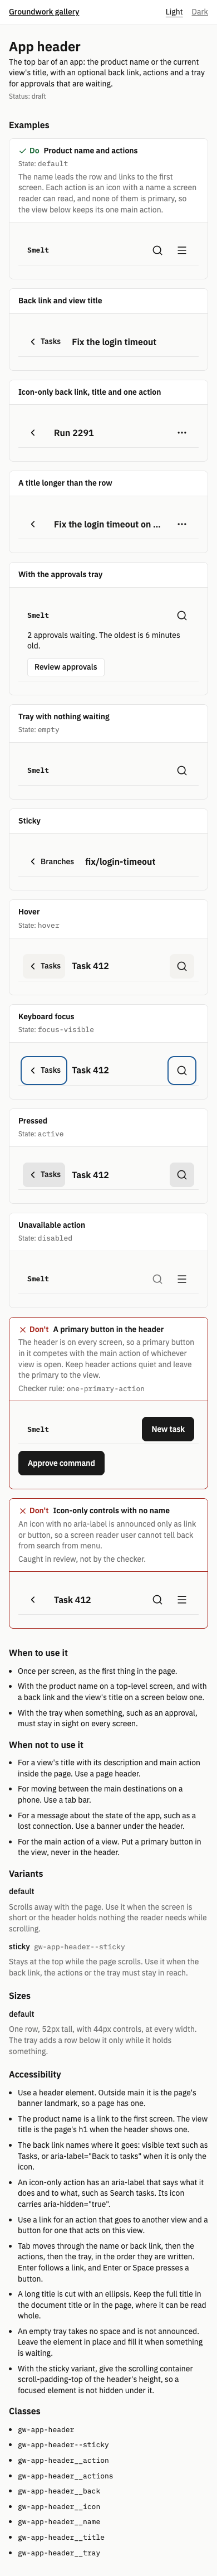 Groundwork gallery Light Dark
App header
The top bar of an app: the product name or the current
view's title, with an optional back link, actions and a tray
for approvals that are waiting.
Status: draft
Examples
Do Product name and actions
State: default
The name leads the row and links to the first
screen. Each action is an icon with a name a screen
reader can read, and none of them is primary, so
the view below keeps its one main action.
Smelt
Back link and view title
Tasks Fix the login timeout
Icon-only back link, title and one action
Run 2291
A title longer than the row
Fix the login timeout on ...
With the approvals tray
Smelt
2 approvals waiting. The oldest is 6 minutes
old.
Review approvals
Tray with nothing waiting
State: empty
Smelt
Sticky
Branches fix/login-timeout
Hover
State: hover
Tasks Task 412
Keyboard focus
State: focus-visible
Tasks Task 412
Pressed
State: active
Tasks Task 412
Unavailable action
State: disabled
Smelt
Don't A primary button in the header
The header is on every screen, so a primary button
in it competes with the main action of whichever
view is open. Keep header actions quiet and leave
the primary to the view.
Checker rule: one-primary-action
Smelt New task
Approve command
Don't Icon-only controls with no name
An icon with no aria-label is announced only as link
or button, so a screen reader user cannot tell back
from search from menu.
Caught in review, not by the checker.
Task 412
When to use it
Once per screen, as the first thing in the page.
With the product name on a top-level screen, and with
a back link and the view's title on a screen below one.
With the tray when something, such as an approval,
must stay in sight on every screen.
When not to use it
For a view's title with its description and main action
inside the page. Use a page header.
For moving between the main destinations on a
phone. Use a tab bar.
For a message about the state of the app, such as a
lost connection. Use a banner under the header.
For the main action of a view. Put a primary button in
the view, never in the header.
Variants
default
Scrolls away with the page. Use it when the screen is
short or the header holds nothing the reader needs while
scrolling.
sticky gw-app-header--sticky
Stays at the top while the page scrolls. Use it when the
back link, the actions or the tray must stay in reach.
Sizes
default
One row, 52px tall, with 44px controls, at every width.
The tray adds a row below it only while it holds
something.
Accessibility
Use a header element. Outside main it is the page's
banner landmark, so a page has one.
The product name is a link to the first screen. The view
title is the page's h1 when the header shows one.
The back link names where it goes: visible text such as
Tasks, or aria-label="Back to tasks" when it is only the
icon.
An icon-only action has an aria-label that says what it
does and to what, such as Search tasks. Its icon
carries aria-hidden="true".
Use a link for an action that goes to another view and a
button for one that acts on this view.
Tab moves through the name or back link, then the
actions, then the tray, in the order they are written.
Enter follows a link, and Enter or Space presses a
button.
A long title is cut with an ellipsis. Keep the full title in
the document title or in the page, where it can be read
whole.
An empty tray takes no space and is not announced.
Leave the element in place and fill it when something
is waiting.
With the sticky variant, give the scrolling container
scroll-padding-top of the header's height, so a
focused element is not hidden under it.
Classes
gw-app-header
gw-app-header--sticky
gw-app-header__action
gw-app-header__actions
gw-app-header__back
gw-app-header__icon
gw-app-header__name
gw-app-header__title
gw-app-header__tray